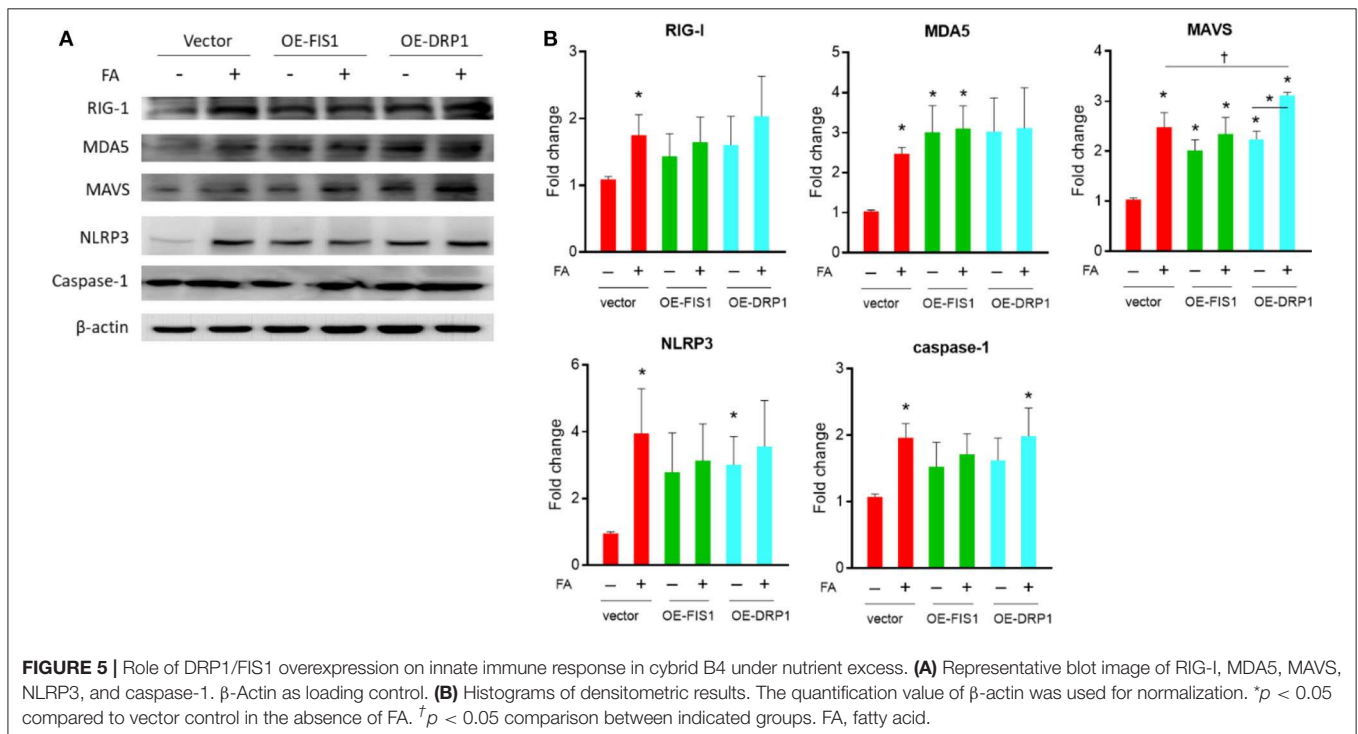 A
Vector OE-FIS1 OE-DRP1
FA - + - + - +
RIG-1
MDA5
MAVS
NLRP3
Caspase-1
β-actin
B
RIG-I
Fold change
3
2
1
0
*
FA – + – + – +
vector OE-FIS1 OE-DRP1
MDA5
Fold change
5
4
3
2
1
0
* * *
FA – + – + – +
vector OE-FIS1 OE-DRP1
MAVS
Fold change
4
3
2
1
0
†
* * * * * *
FA – + – + – +
vector OE-FIS1 OE-DRP1
NLRP3
Fold change
6
4
2
0
* *
FA – + – + – +
vector OE-FIS1 OE-DRP1
caspase-1
Fold change
3
2
1
0
* *
FA – + – + – +
vector OE-FIS1 OE-DRP1
FIGURE 5 | Role of DRP1/FIS1 overexpression on innate immune response in cybrid B4 under nutrient excess. (A) Representative blot image of RIG-I, MDA5, MAVS,
NLRP3, and caspase-1. β-Actin as loading control. (B) Histograms of densitometric results. The quantification value of β-actin was used for normalization. *p < 0.05
compared to vector control in the absence of FA. †p < 0.05 comparison between indicated groups. FA, fatty acid.